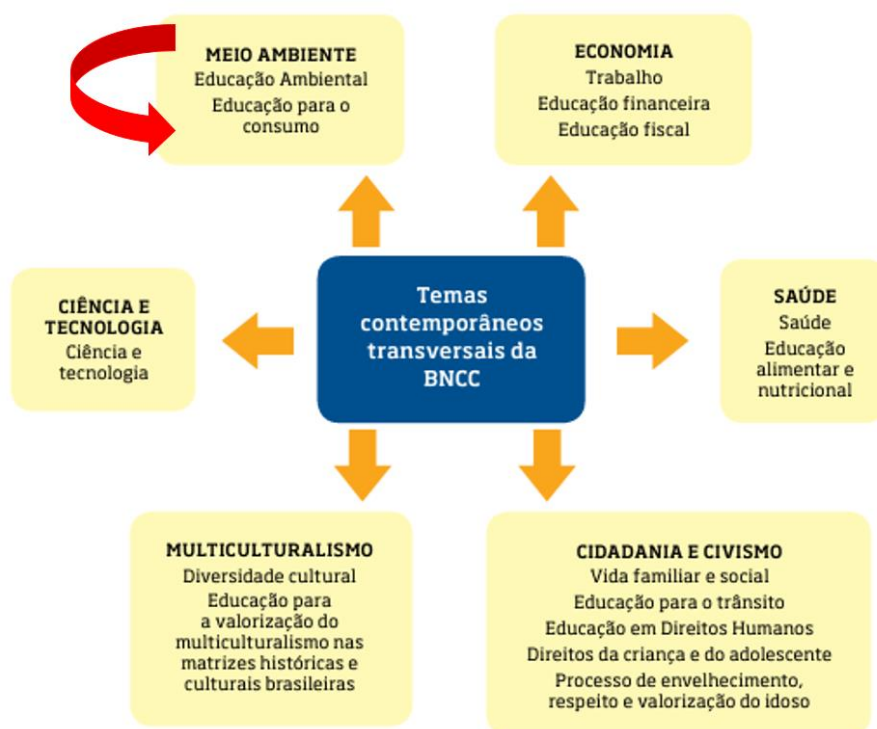 MEIO AMBIENTE
Educação Ambiental
Educação para o
consumo
ECONOMIA
Trabalho
Educação financeira
Educação fiscal
CIÊNCIA E
TECNOLOGIA
Ciência e
tecnologia
Temas
contemporâneos
transversais da
BNCC
SAÚDE
Saúde
Educação
alimentar e
nutricional
MULTICULTURALISMO
Diversidade cultural
Educação para
a valorização do
multiculturalismo nas
matrizes históricas e
culturais brasileiras
CIDADANIA E CIVISMO
Vida familiar e social
Educação para o trânsito
Educação em Direitos Humanos
Direitos da criança e do adolescente
Processo de envelhecimento,
respeito e valorização do idoso